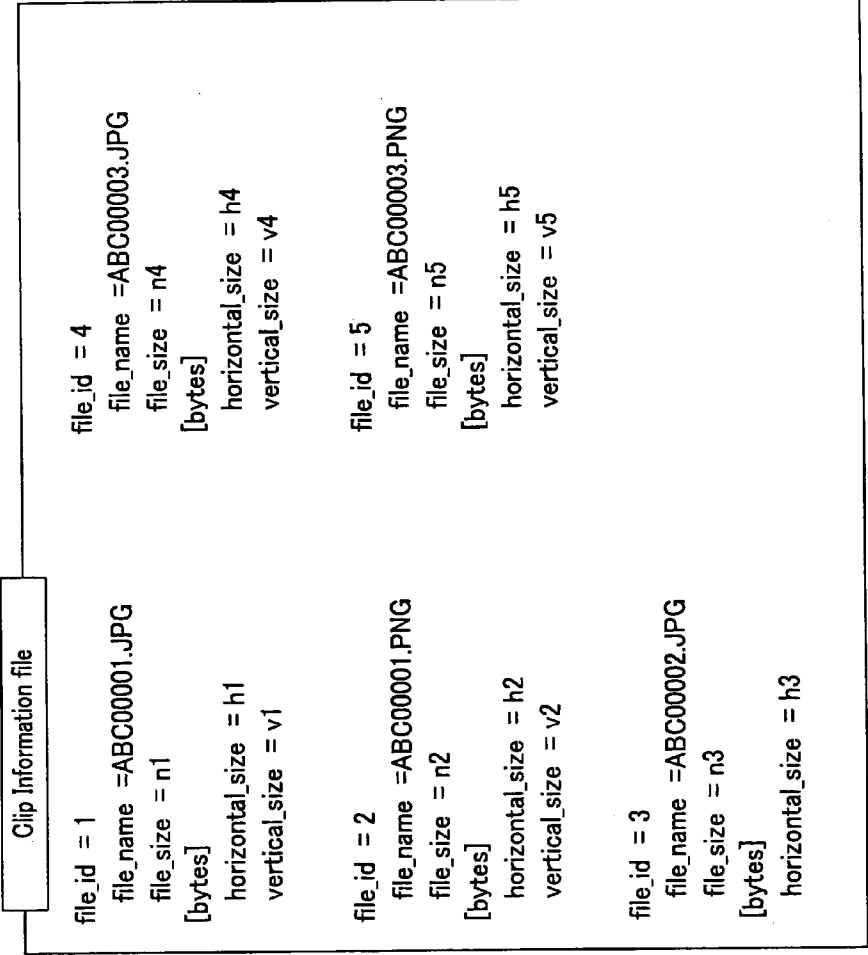 Clip Information file
file_id = 1
file_name =ABC00001.JPG
file_size = n1
[bytes]
horizontal_size = h1
vertical_size = v1
file_id = 2
file_name =ABC00001.PNG
file_size = n2
[bytes]
horizontal_size = h2
vertical_size = v2
file_id = 3
file_name =ABC00002.JPG
file_size = n3
[bytes]
horizontal_size = h3
file_id = 4
file_name =ABC00003.JPG
file_size = n4
[bytes]
horizontal_size = h4
vertical_size = v4
file_id = 5
file_name =ABC00003.PNG
file_size = n5
[bytes]
horizontal_size = h5
vertical_size = v5